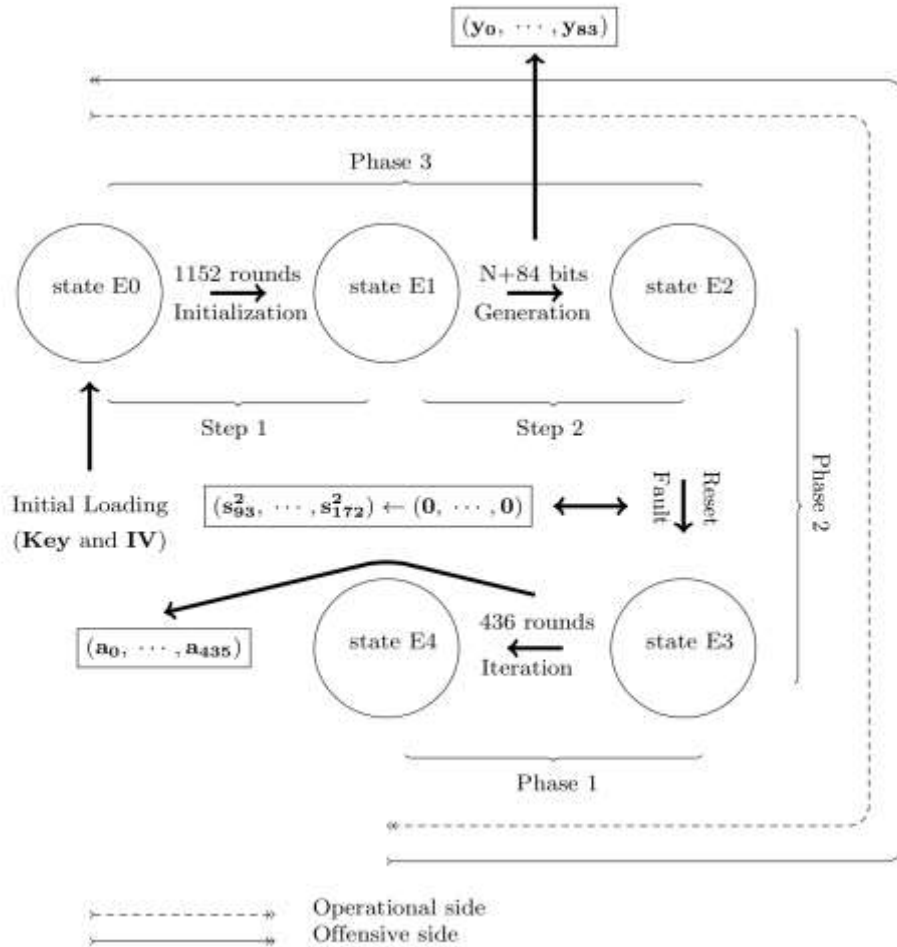 (y₀, ⋯ , y₈₃)
Phase 3
state E0
1152 rounds
Initialization
state E1
N+84 bits
Generation
state E2
Step 1
Step 2
Phase 2
Initial Loading
(Key and IV)
(s²₉₃, ⋯ , s²₁₇₂) ← (0, ⋯ , 0)
Fault
Reset
state E4
436 rounds
Iteration
state E3
(a₀, ⋯ , a₄₃₅)
Phase 1
Operational side
Offensive side